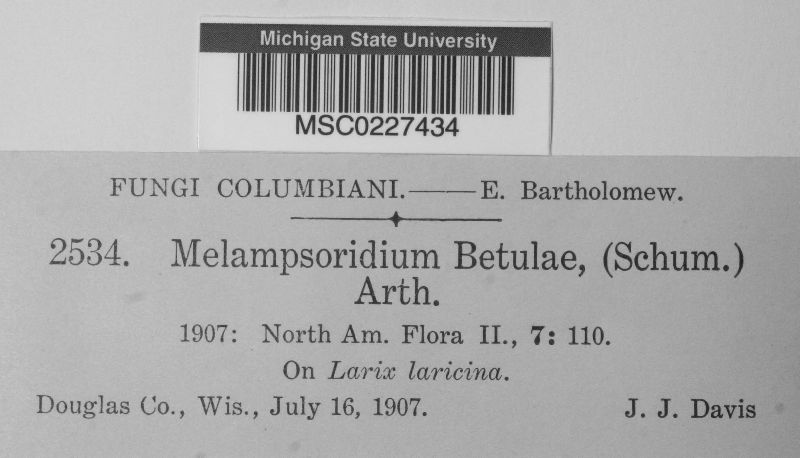 Michigan State University
MSC0227434
FUNGI COLUMBIANI.——E. Bartholomew.
2534. Melampsoridium Betulae, (Schum.)
Arth.
1907: North Am. Flora II., 7: 110.
On Larix laricina.
Douglas Co., Wis., July 16, 1907. J. J. Davis